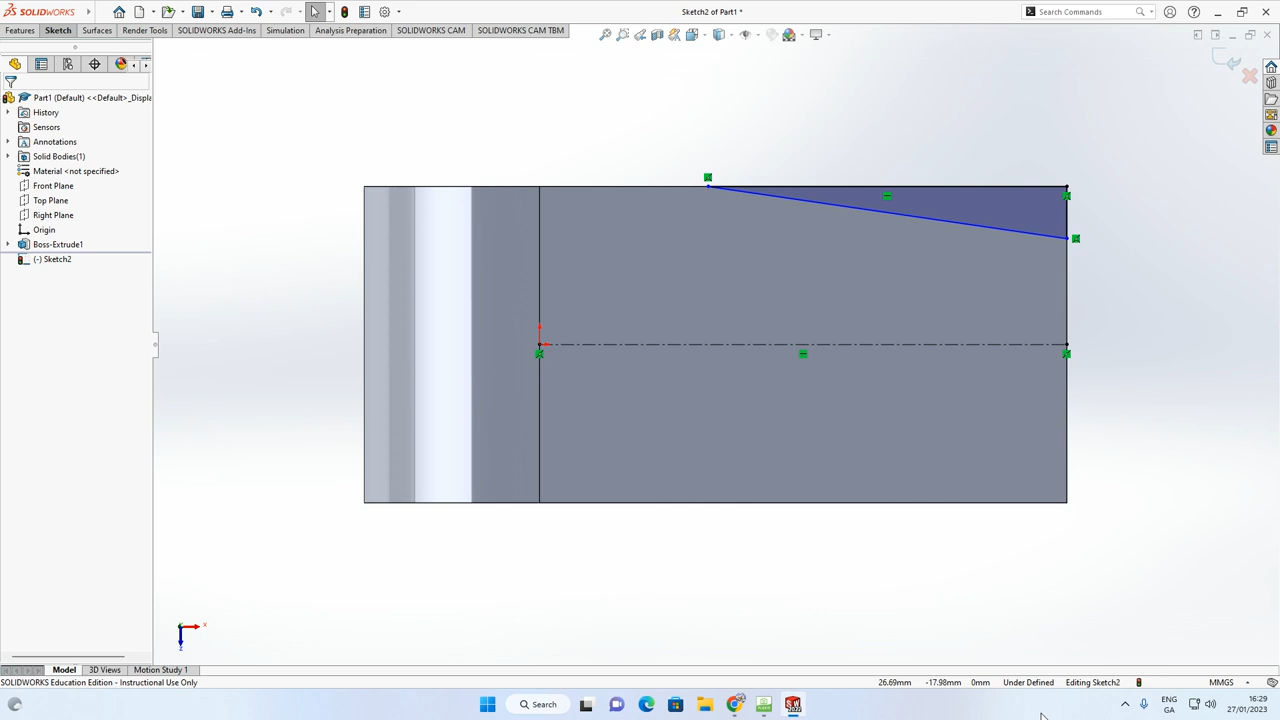 SOLIDWORKS
Sketch2 of Part1 *
Search Commands
Features Sketch Surfaces Render Tools SOLIDWORKS Add-Ins Simulation Analysis Preparation SOLIDWORKS CAM SOLIDWORKS CAM TBM
Part1 (Default) <<Default>_Displa
History
Sensors
Annotations
Solid Bodies(1)
Material <not specified>
Front Plane
Top Plane
Right Plane
Origin
Boss-Extrude1
(-) Sketch2
x
z
Model 3D Views Motion Study 1
SOLIDWORKS Education Edition - Instructional Use Only
26.69mm -17.98mm 0mm Under Defined Editing Sketch2 MMGS
Search
ENG
GA
16:29
27/01/2023